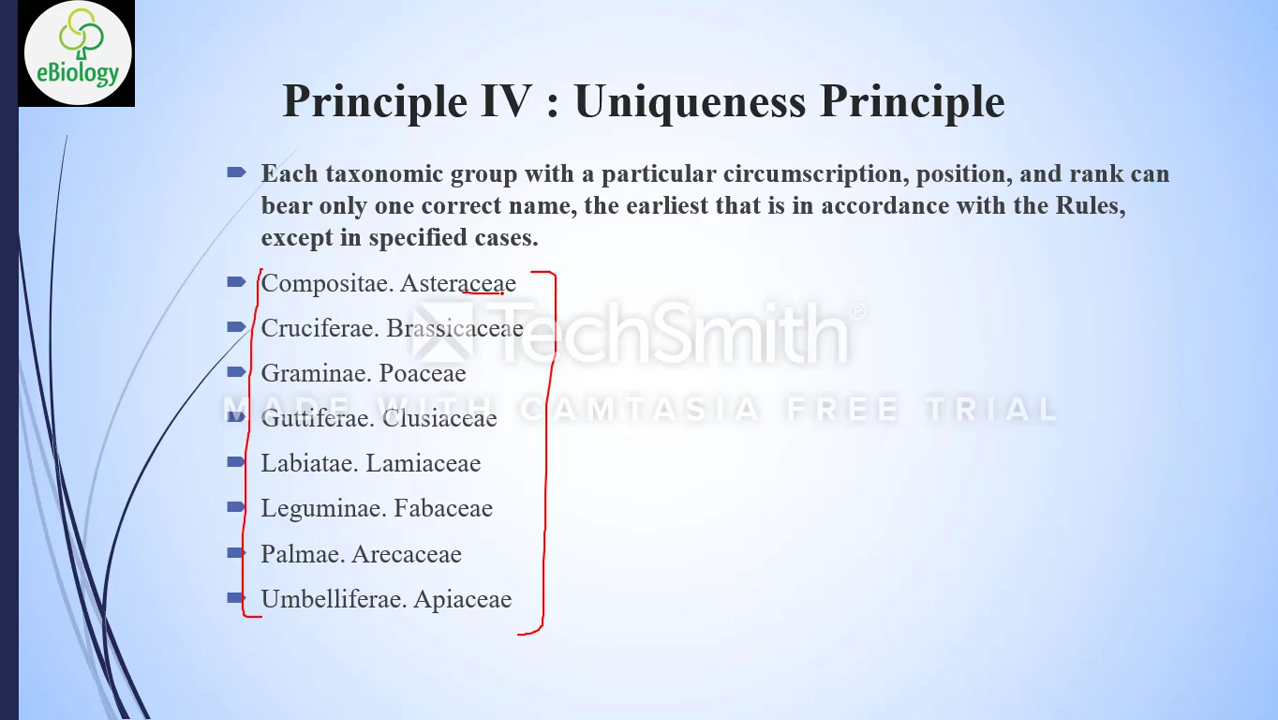 eBiology
Principle IV : Uniqueness Principle
Each taxonomic group with a particular circumscription, position, and rank can
bear only one correct name, the earliest that is in accordance with the Rules,
except in specified cases.
Compositae. Asteraceae
Cruciferae. Brassicaceae
Graminae. Poaceae
Guttiferae. Clusiaceae
Labiatae. Lamiaceae
Leguminae. Fabaceae
Palmae. Arecaceae
Umbelliferae. Apiaceae
TechSmith®
MADE WITH CAMTASIA FREE TRIAL